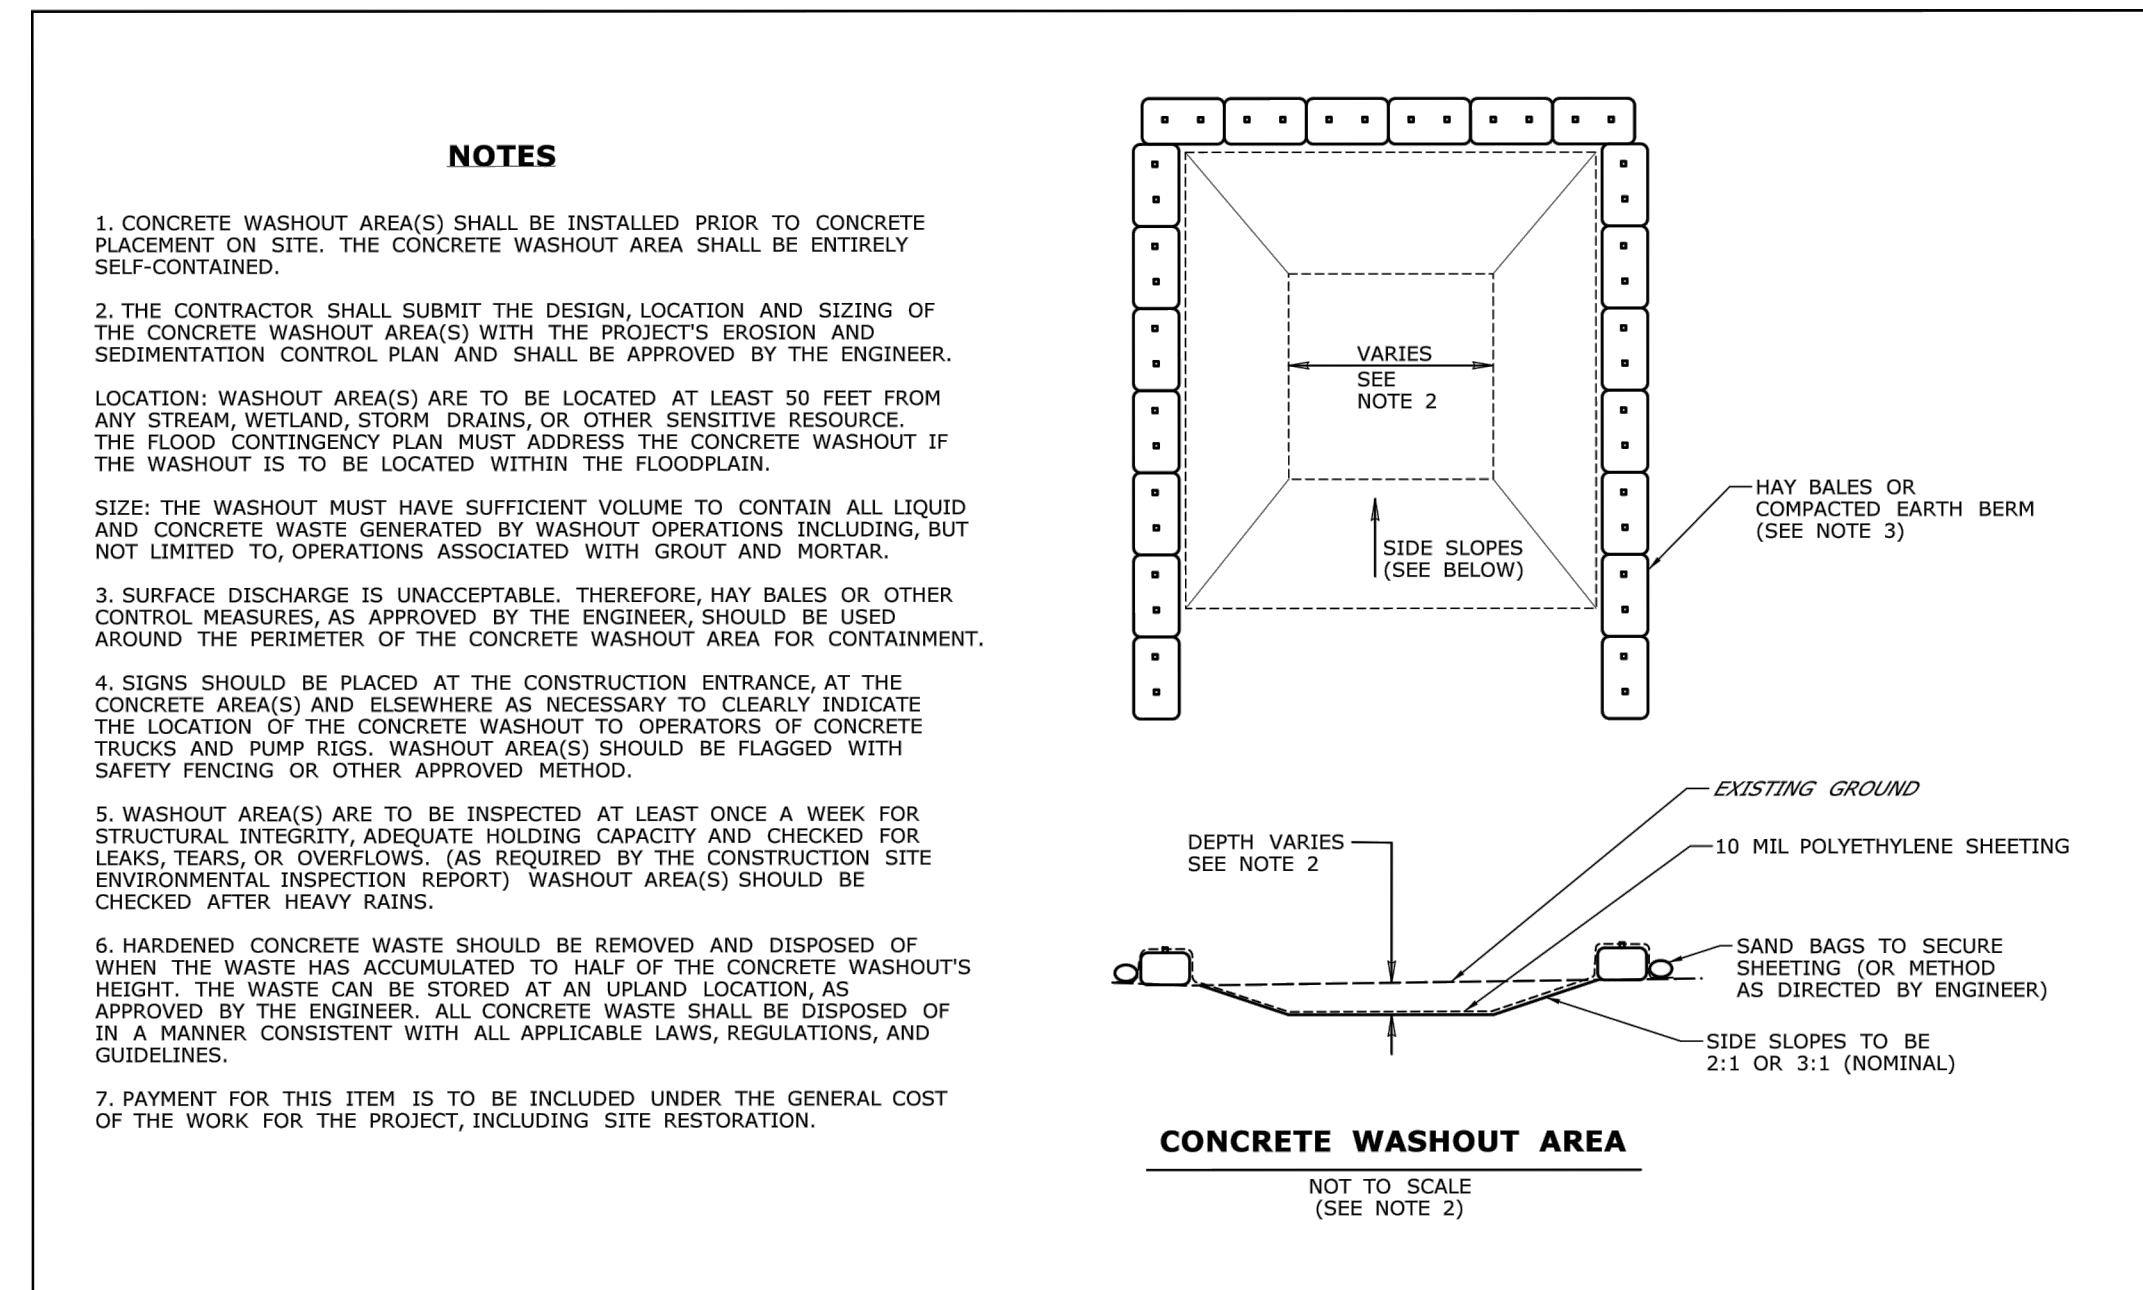 NOTES
1. CONCRETE WASHOUT AREA(S) SHALL BE INSTALLED PRIOR TO CONCRETE
PLACEMENT ON SITE. THE CONCRETE WASHOUT AREA SHALL BE ENTIRELY
SELF-CONTAINED.
2. THE CONTRACTOR SHALL SUBMIT THE DESIGN, LOCATION AND SIZING OF
THE CONCRETE WASHOUT AREA(S) WITH THE PROJECT'S EROSION AND
SEDIMENTATION CONTROL PLAN AND SHALL BE APPROVED BY THE ENGINEER.
LOCATION: WASHOUT AREA(S) ARE TO BE LOCATED AT LEAST 50 FEET FROM
ANY STREAM, WETLAND, STORM DRAINS, OR OTHER SENSITIVE RESOURCE.
THE FLOOD CONTINGENCY PLAN MUST ADDRESS THE CONCRETE WASHOUT IF
THE WASHOUT IS TO BE LOCATED WITHIN THE FLOODPLAIN.
SIZE: THE WASHOUT MUST HAVE SUFFICIENT VOLUME TO CONTAIN ALL LIQUID
AND CONCRETE WASTE GENERATED BY WASHOUT OPERATIONS INCLUDING, BUT
NOT LIMITED TO, OPERATIONS ASSOCIATED WITH GROUT AND MORTAR.
3. SURFACE DISCHARGE IS UNACCEPTABLE. THEREFORE, HAY BALES OR OTHER
CONTROL MEASURES, AS APPROVED BY THE ENGINEER, SHOULD BE USED
AROUND THE PERIMETER OF THE CONCRETE WASHOUT AREA FOR CONTAINMENT.
4. SIGNS SHOULD BE PLACED AT THE CONSTRUCTION ENTRANCE, AT THE
CONCRETE AREA(S) AND ELSEWHERE AS NECESSARY TO CLEARLY INDICATE
THE LOCATION OF THE CONCRETE WASHOUT TO OPERATORS OF CONCRETE
TRUCKS AND PUMP RIGS. WASHOUT AREA(S) SHOULD BE FLAGGED WITH
SAFETY FENCING OR OTHER APPROVED METHOD.
5. WASHOUT AREA(S) ARE TO BE INSPECTED AT LEAST ONCE A WEEK FOR
STRUCTURAL INTEGRITY, ADEQUATE HOLDING CAPACITY AND CHECKED FOR
LEAKS, TEARS, OR OVERFLOWS. (AS REQUIRED BY THE CONSTRUCTION SITE
ENVIRONMENTAL INSPECTION REPORT) WASHOUT AREA(S) SHOULD BE
CHECKED AFTER HEAVY RAINS.
6. HARDENED CONCRETE WASTE SHOULD BE REMOVED AND DISPOSED OF
WHEN THE WASTE HAS ACCUMULATED TO HALF OF THE CONCRETE WASHOUT'S
HEIGHT. THE WASTE CAN BE STORED AT AN UPLAND LOCATION, AS
APPROVED BY THE ENGINEER. ALL CONCRETE WASTE SHALL BE DISPOSED OF
IN A MANNER CONSISTENT WITH ALL APPLICABLE LAWS, REGULATIONS, AND
GUIDELINES.
7. PAYMENT FOR THIS ITEM IS TO BE INCLUDED UNDER THE GENERAL COST
OF THE WORK FOR THE PROJECT, INCLUDING SITE RESTORATION.
VARIES
SEE
NOTE 2
SIDE SLOPES
(SEE BELOW)
HAY BALES OR
COMPACTED EARTH BERM
(SEE NOTE 3)
EXISTING GROUND
DEPTH VARIES
SEE NOTE 2
10 MIL POLYETHYLENE SHEETING
SAND BAGS TO SECURE
SHEETING (OR METHOD
AS DIRECTED BY ENGINEER)
SIDE SLOPES TO BE
2:1 OR 3:1 (NOMINAL)
CONCRETE WASHOUT AREA
NOT TO SCALE
(SEE NOTE 2)